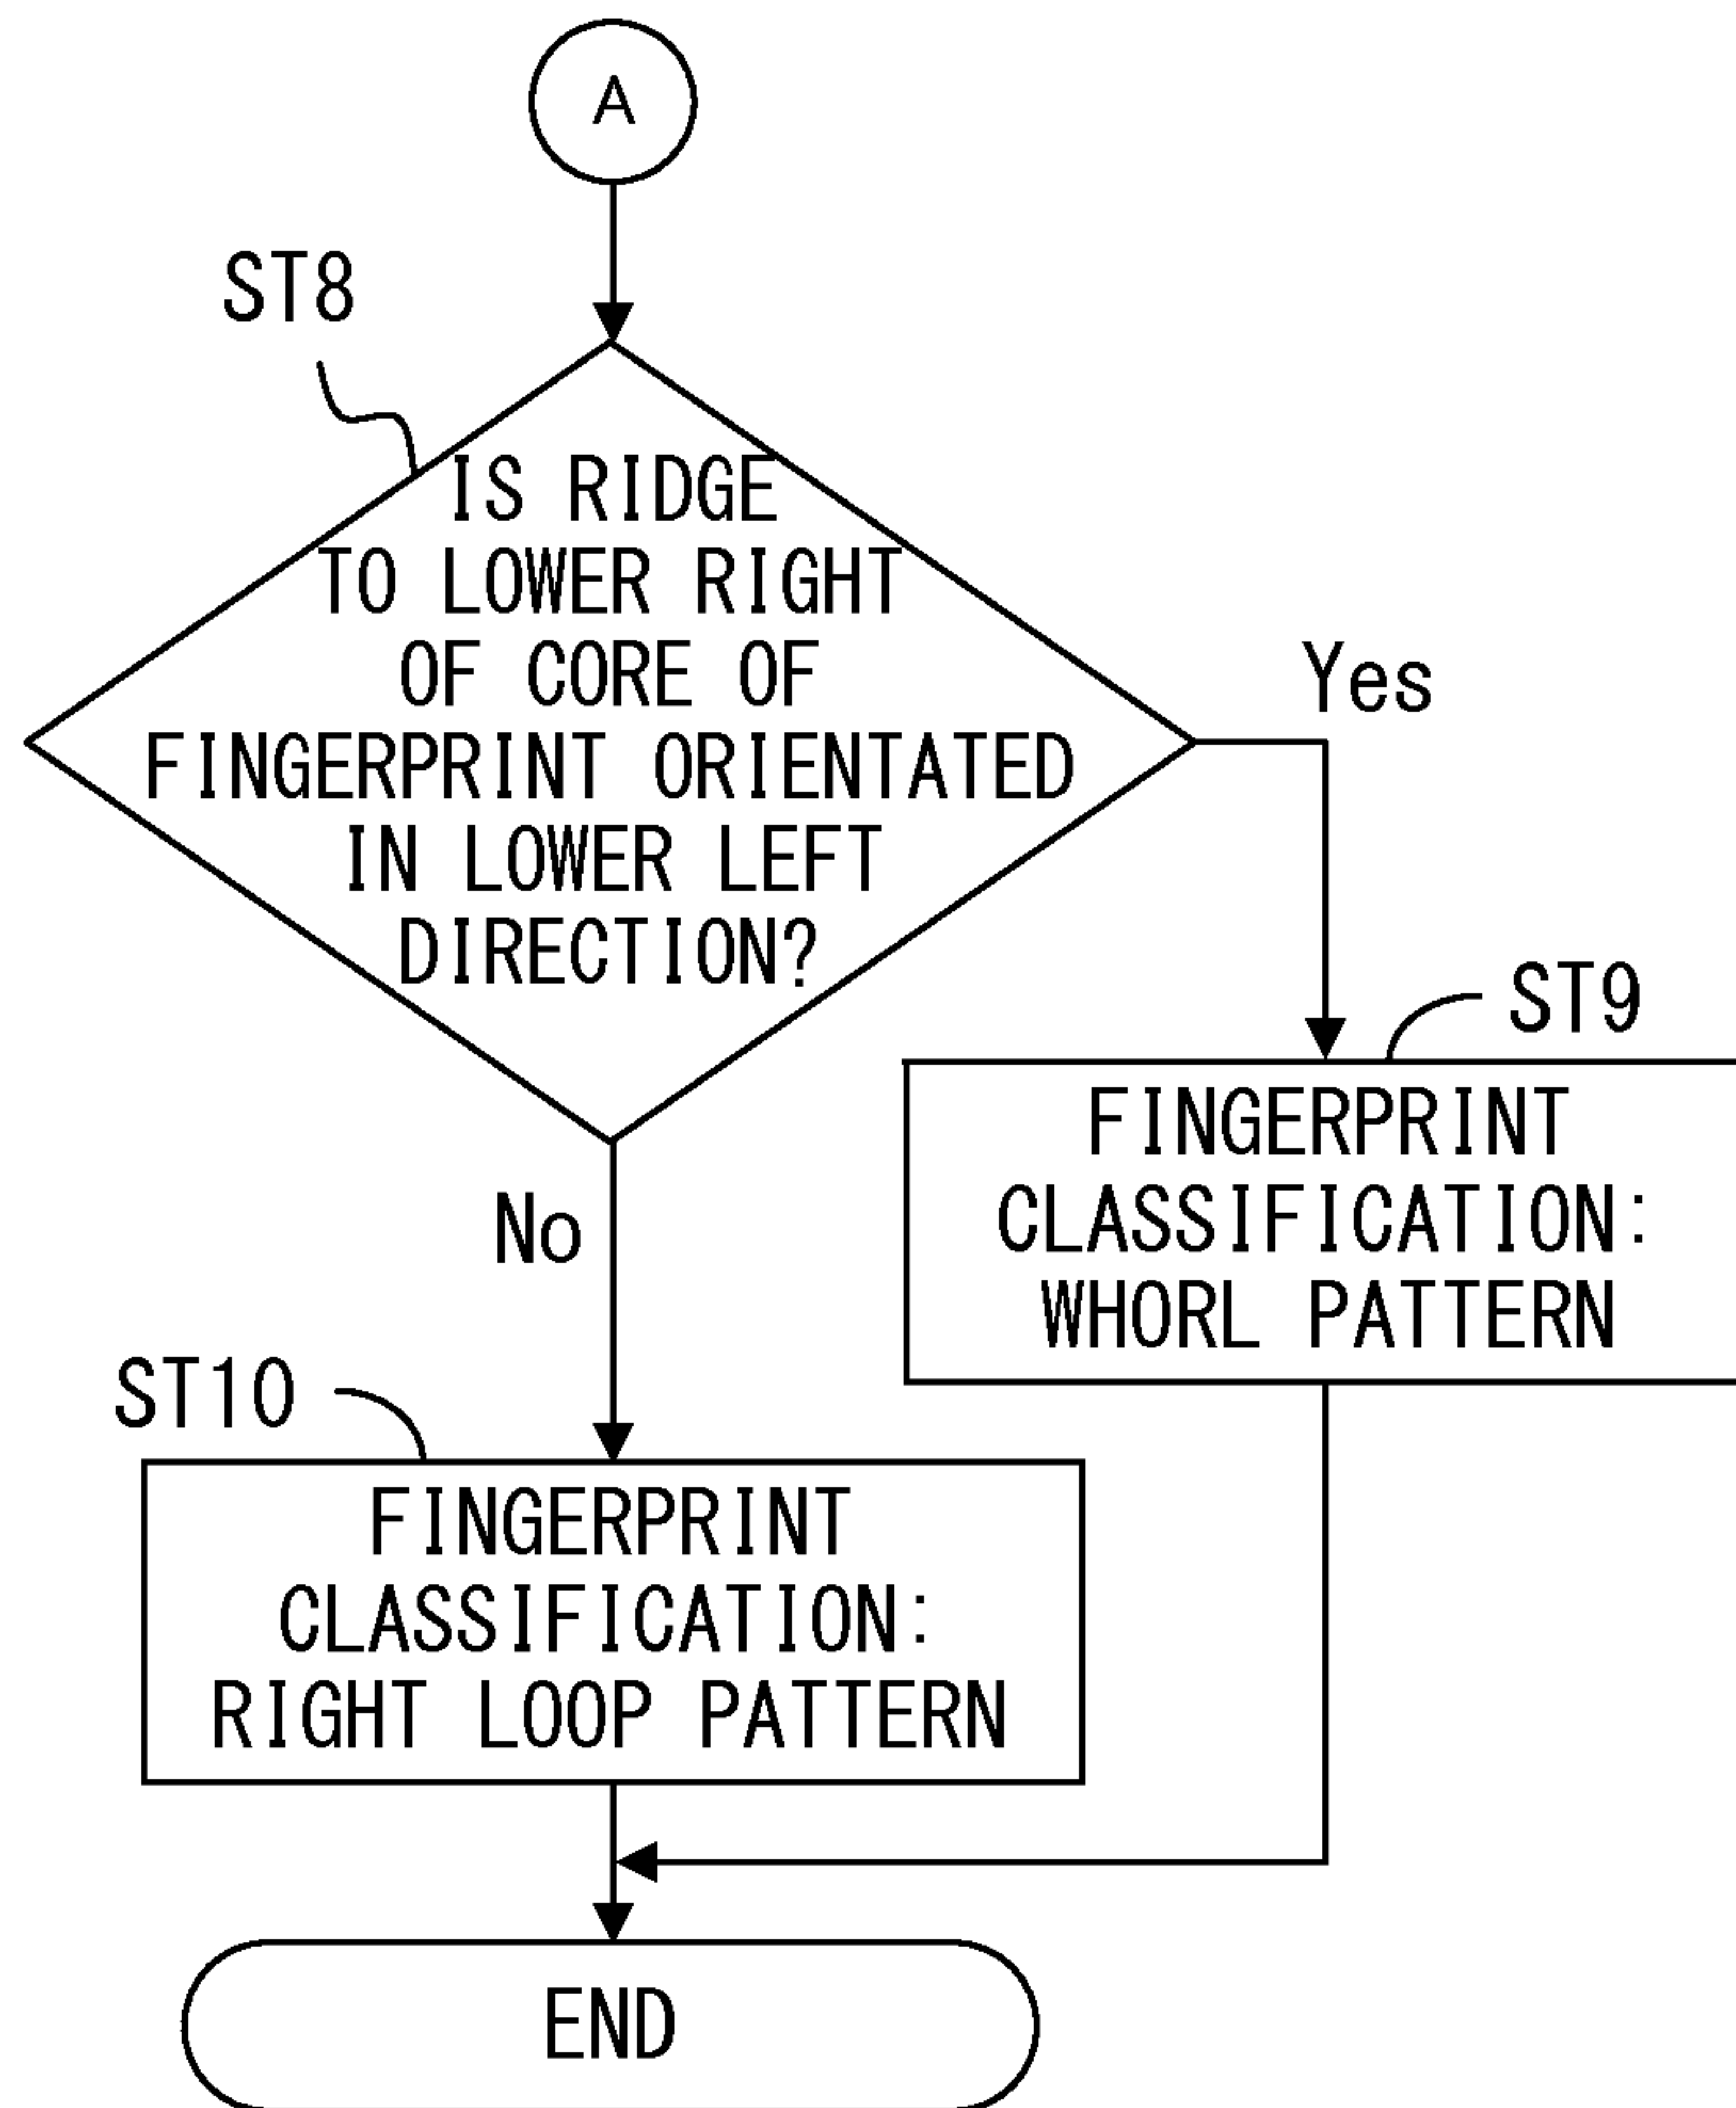 A
ST8
IS RIDGE
TO LOWER RIGHT
OF CORE OF
FINGERPRINT ORIENTATED
IN LOWER LEFT
DIRECTION?
Yes
ST9
FINGERPRINT
CLASSIFICATION:
WHORL PATTERN
No
ST10
FINGERPRINT
CLASSIFICATION:
RIGHT LOOP PATTERN
END